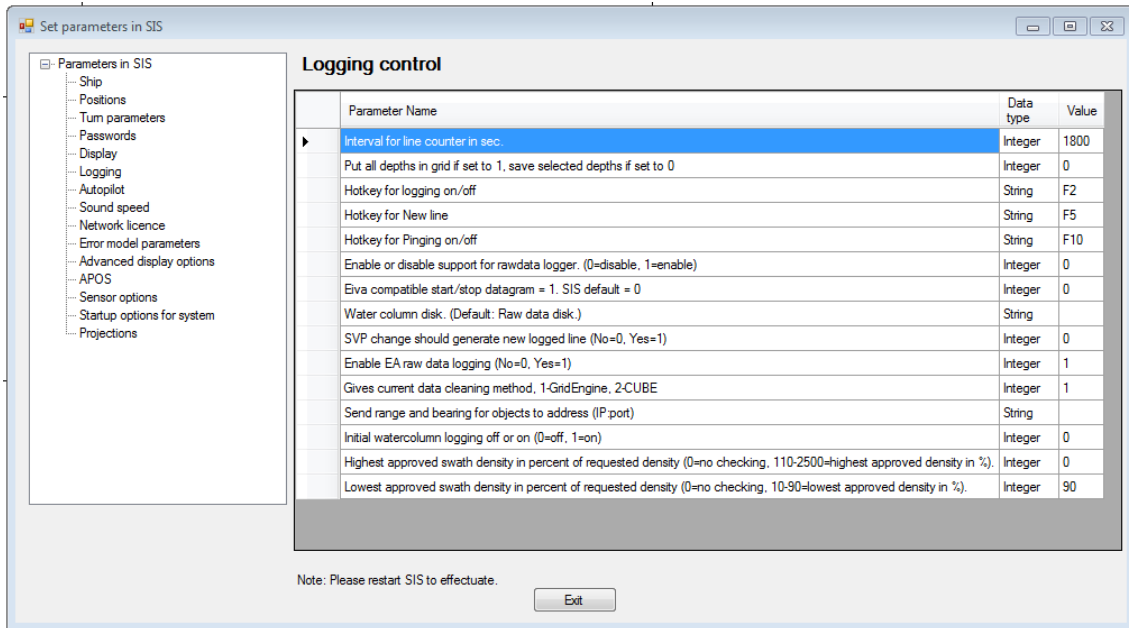 Set parameters in SIS
Parameters in SIS
Ship
Positions
Turn parameters
Passwords
Display
Logging
Autopilot
Sound speed
Network licence
Error model parameters
Advanced display options
APOS
Sensor options
Startup options for system
Projections
Logging control
Parameter Name Data type Value
Interval for line counter in sec. Integer 1800
Put all depths in grid if set to 1, save selected depths if set to 0 Integer 0
Hotkey for logging on/off String F2
Hotkey for New line String F5
Hotkey for Pinging on/off String F10
Enable or disable support for rawdata logger. (0=disable, 1=enable) Integer 0
Eiva compatible start/stop datagram = 1. SIS default = 0 Integer 0
Water column disk. (Default: Raw data disk.) String
SVP change should generate new logged line (No=0, Yes=1) Integer 0
Enable EA raw data logging (No=0, Yes=1) Integer 1
Gives current data cleaning method, 1-GridEngine, 2-CUBE Integer 1
Send range and bearing for objects to address (IP:port) String
Initial watercolumn logging off or on (0=off, 1=on) Integer 0
Highest approved swath density in percent of requested density (0=no checking, 110-2500=highest approved density in %). Integer 0
Lowest approved swath density in percent of requested density (0=no checking, 10-90=lowest approved density in %). Integer 90
Note: Please restart SIS to effectuate.
Exit